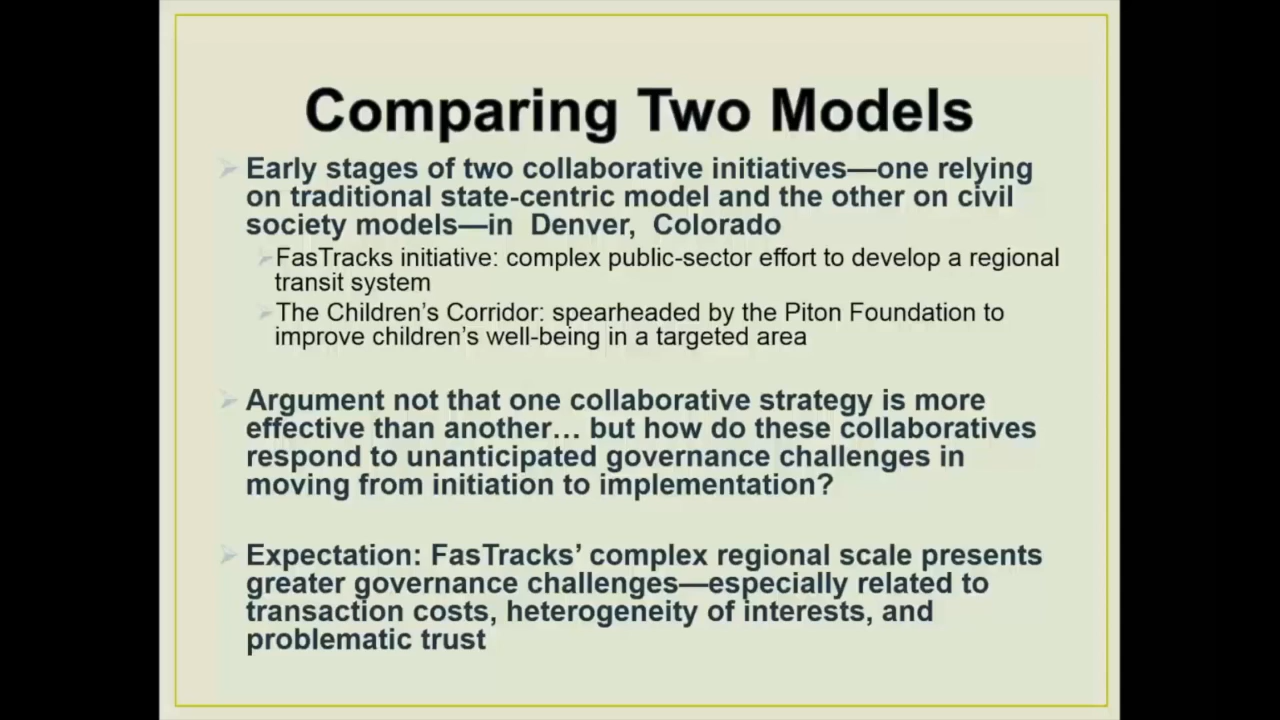 Comparing Two Models
Early stages of two collaborative initiatives—one relying
on traditional state-centric model and the other on civil
society models—in Denver, Colorado
FasTracks initiative: complex public-sector effort to develop a regional
transit system
The Children's Corridor: spearheaded by the Piton Foundation to
improve children's well-being in a targeted area
Argument not that one collaborative strategy is more
effective than another… but how do these collaboratives
respond to unanticipated governance challenges in
moving from initiation to implementation?
Expectation: FasTracks' complex regional scale presents
greater governance challenges—especially related to
transaction costs, heterogeneity of interests, and
problematic trust